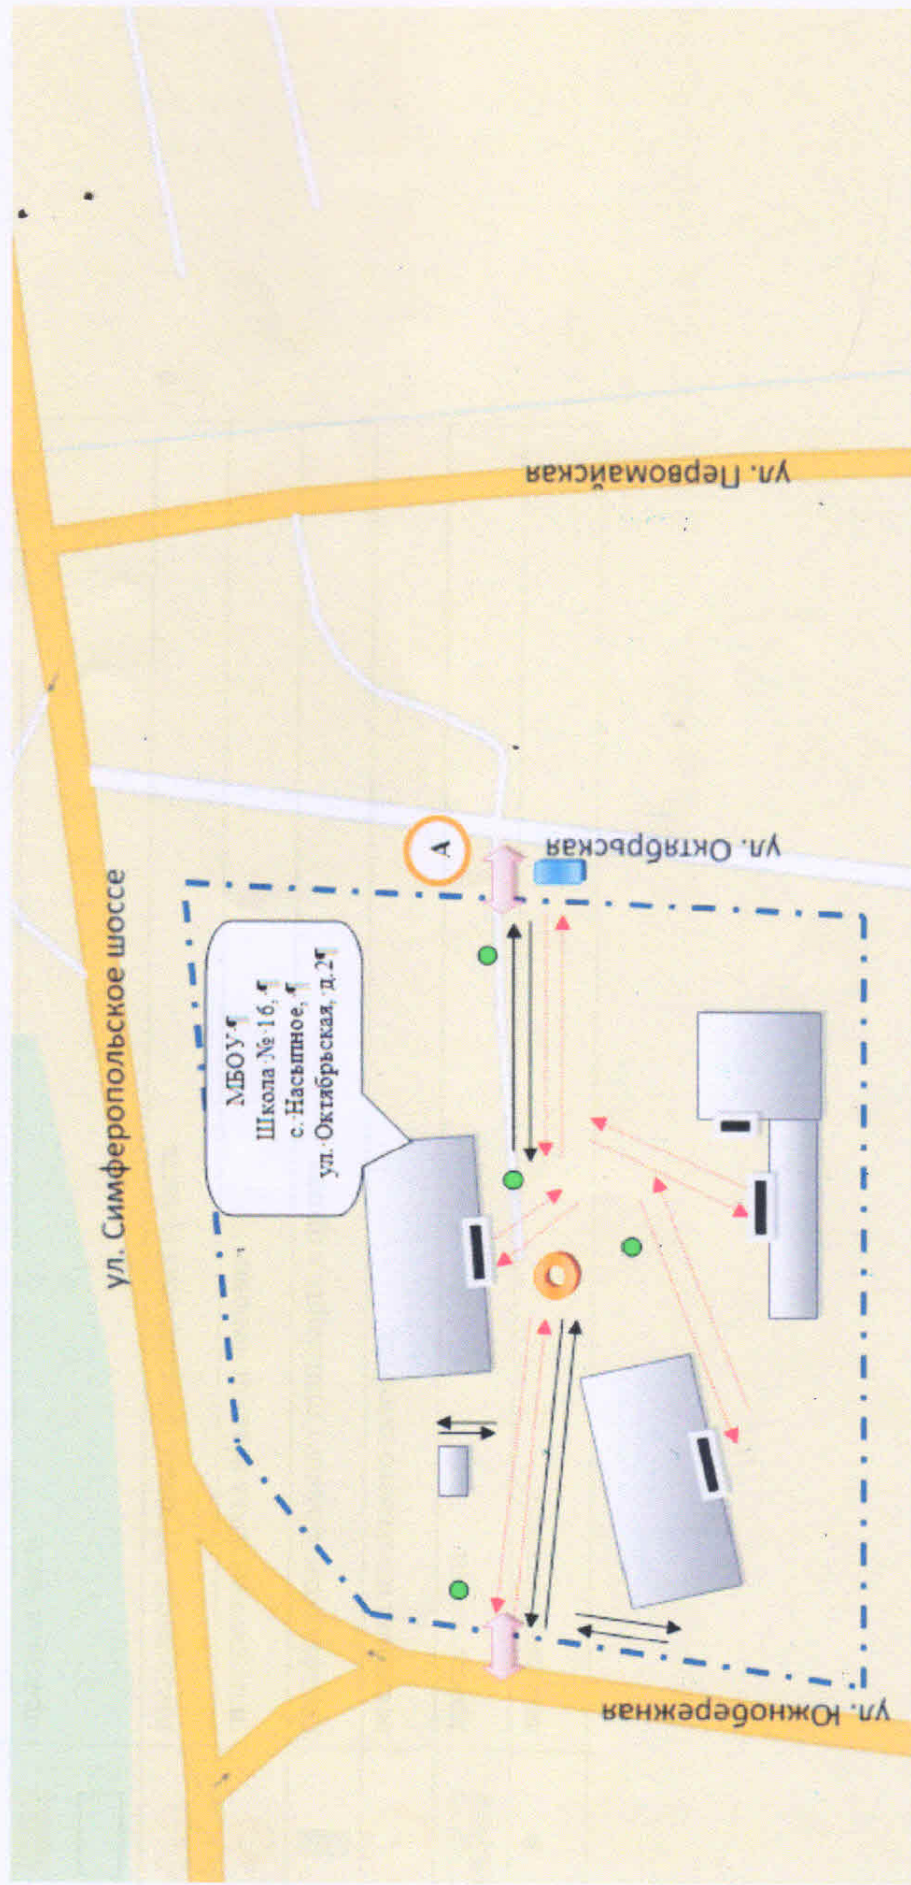 ул. Симферопольское шоссе
МБОУ·¶
Школа·№·16,·¶
с.·Насыпное,·¶
ул.·Октябрьская,·д.2¶
А
ул. Первомайская
ул. Октябрьская
ул. Южнобережная